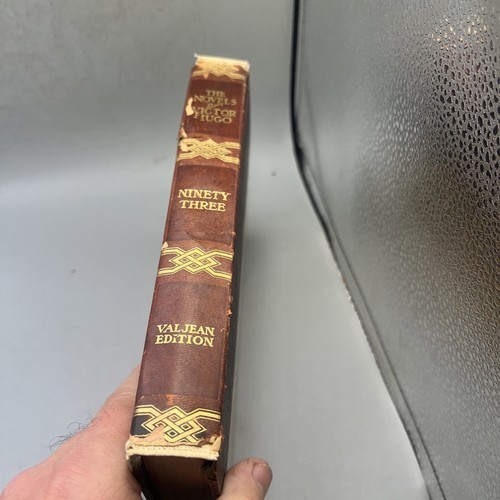 THE
NOVELS
OF
VICTOR
HUGO
NINETY
THREE
VALJEAN
EDITION